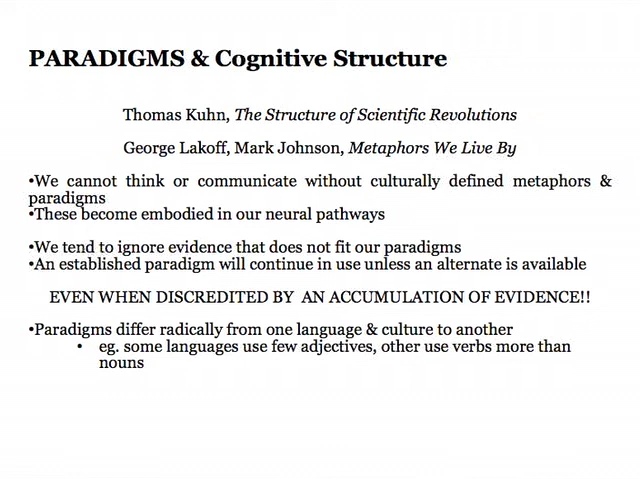 PARADIGMS & Cognitive Structure
Thomas Kuhn, The Structure of Scientific Revolutions
George Lakoff, Mark Johnson, Metaphors We Live By
•We cannot think or communicate without culturally defined metaphors &
paradigms
•These become embodied in our neural pathways
•We tend to ignore evidence that does not fit our paradigms
•An established paradigm will continue in use unless an alternate is available
EVEN WHEN DISCREDITED BY AN ACCUMULATION OF EVIDENCE!!
•Paradigms differ radically from one language & culture to another
• eg. some languages use few adjectives, other use verbs more than
nouns